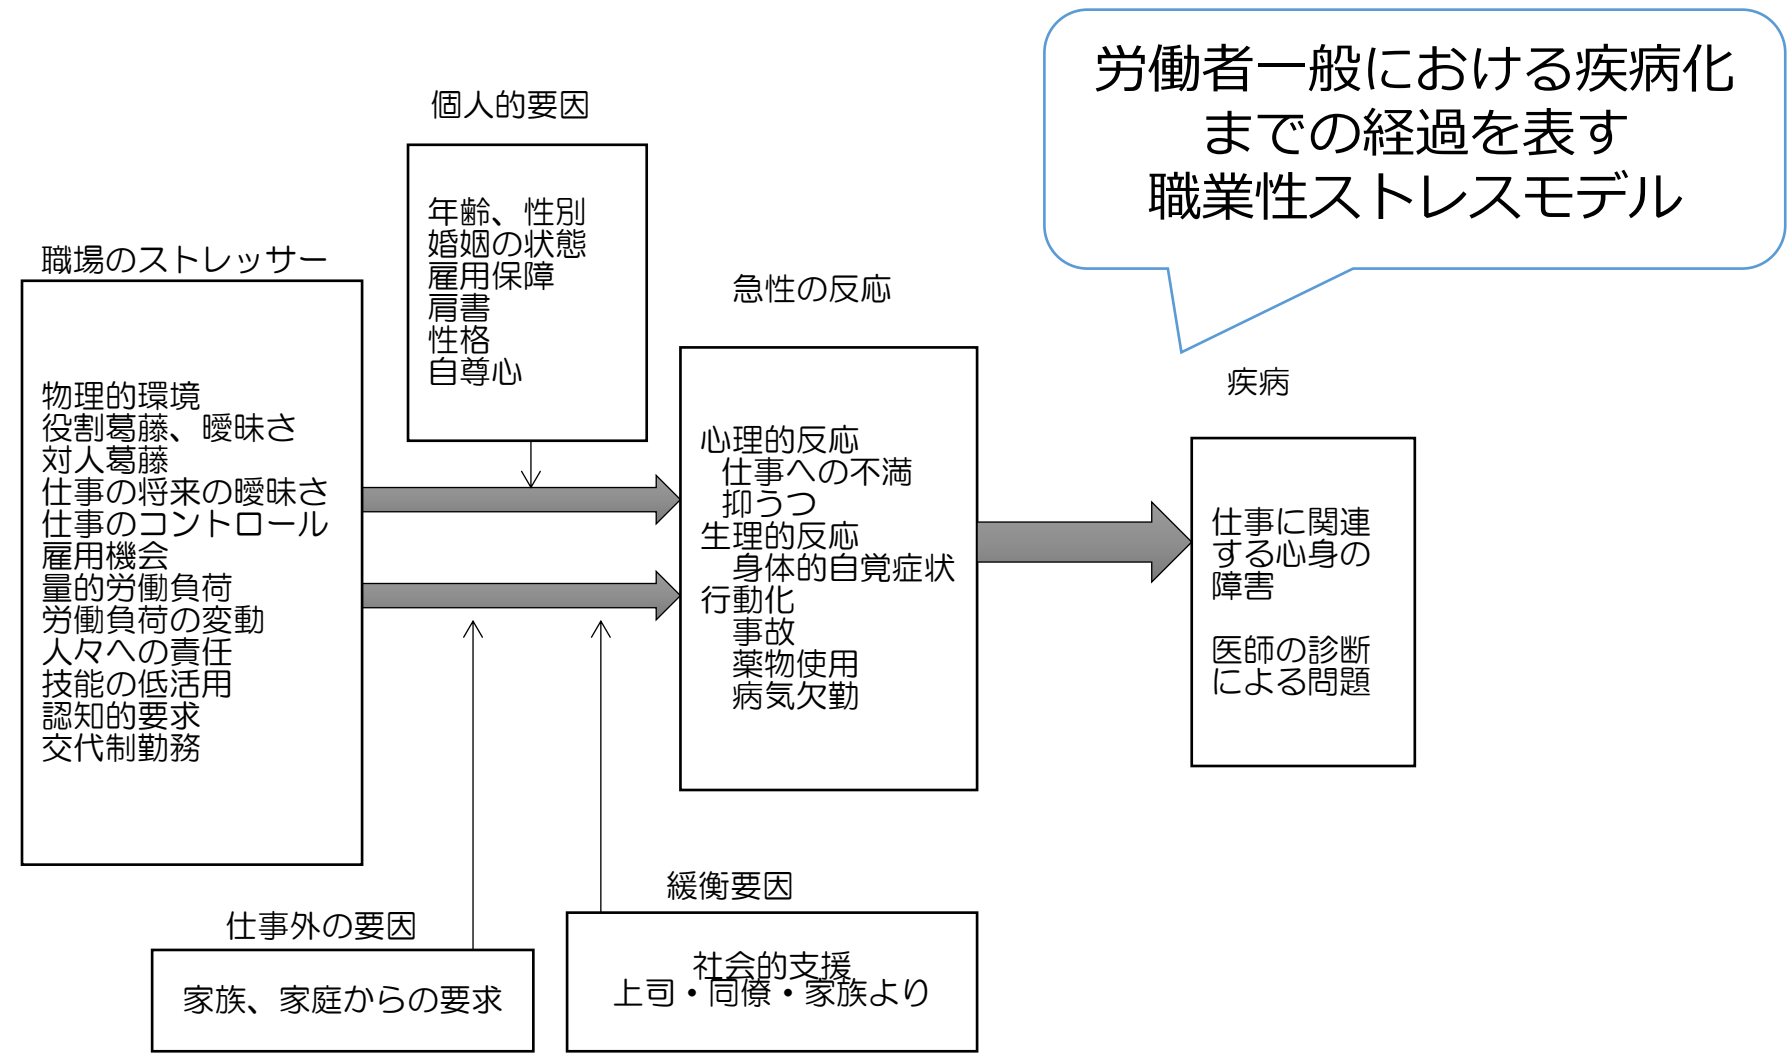 労働者一般における疾病化
までの経過を表す
職業性ストレスモデル
個人的要因
年齢、性別
婚姻の状態
雇用保障
肩書
性格
自尊心
職場のストレッサー
物理的環境
役割葛藤、曖昧さ
対人葛藤
仕事の将来の曖昧さ
仕事のコントロール
雇用機会
量的労働負荷
労働負荷の変動
人々への責任
技能の低活用
認知的要求
交代制勤務
急性の反応
心理的反応
仕事への不満
抑うつ
生理的反応
身体的自覚症状
行動化
事故
薬物使用
病気欠勤
疾病
仕事に関連
する心身の
障害
医師の診断
による問題
仕事外の要因
家族、家庭からの要求
緩衝要因
社会的支援
上司・同僚・家族より